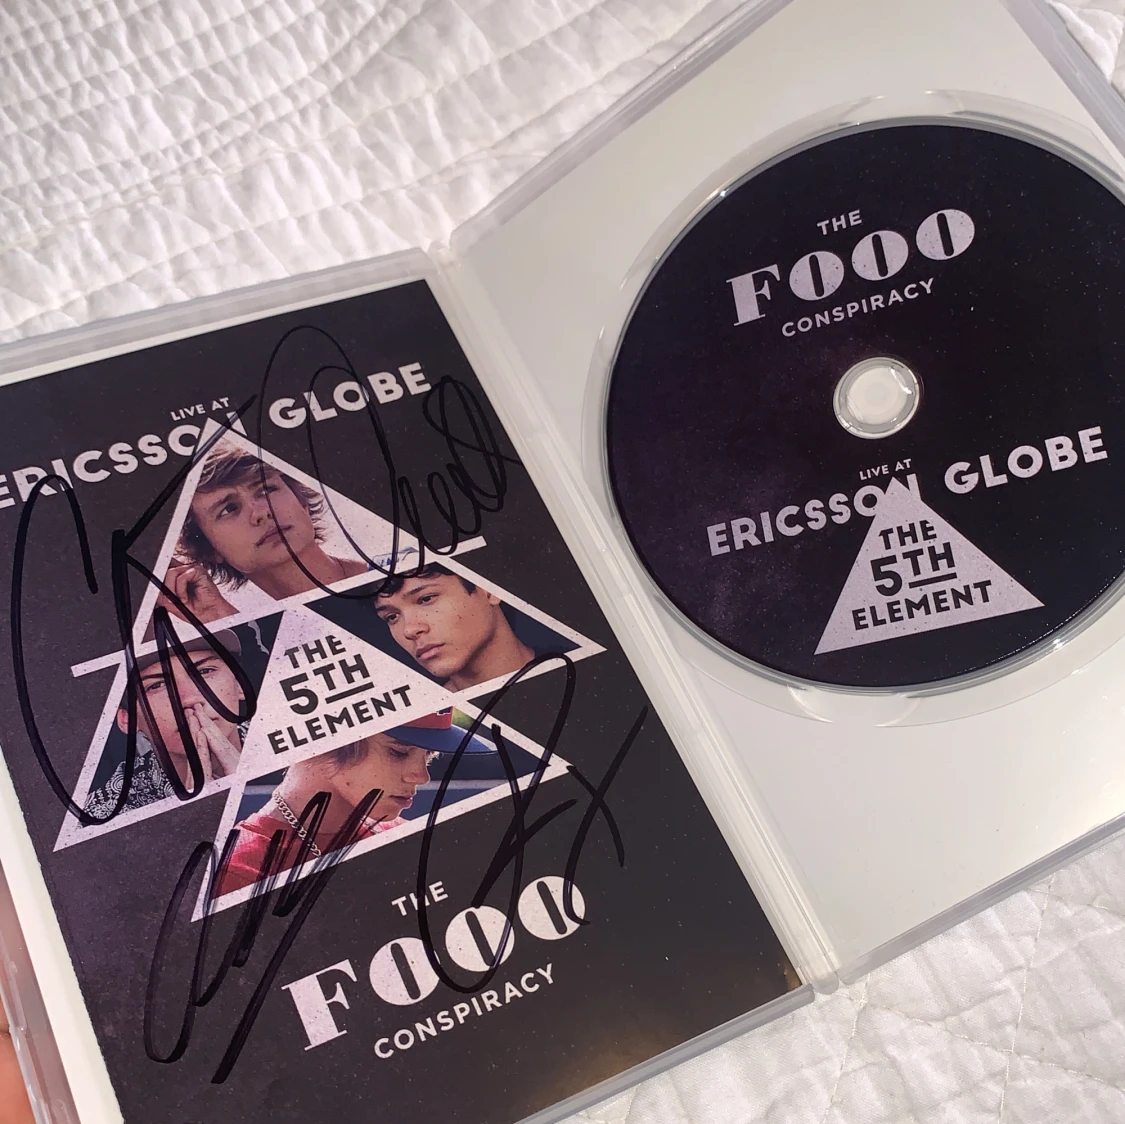 LIVE AT
ERICSSON GLOBE
THE
5TH
ELEMENT
THE
FOOO
CONSPIRACY
THE
FOOO
CONSPIRACY
LIVE AT
ERICSSON GLOBE
THE
5TH
ELEMENT